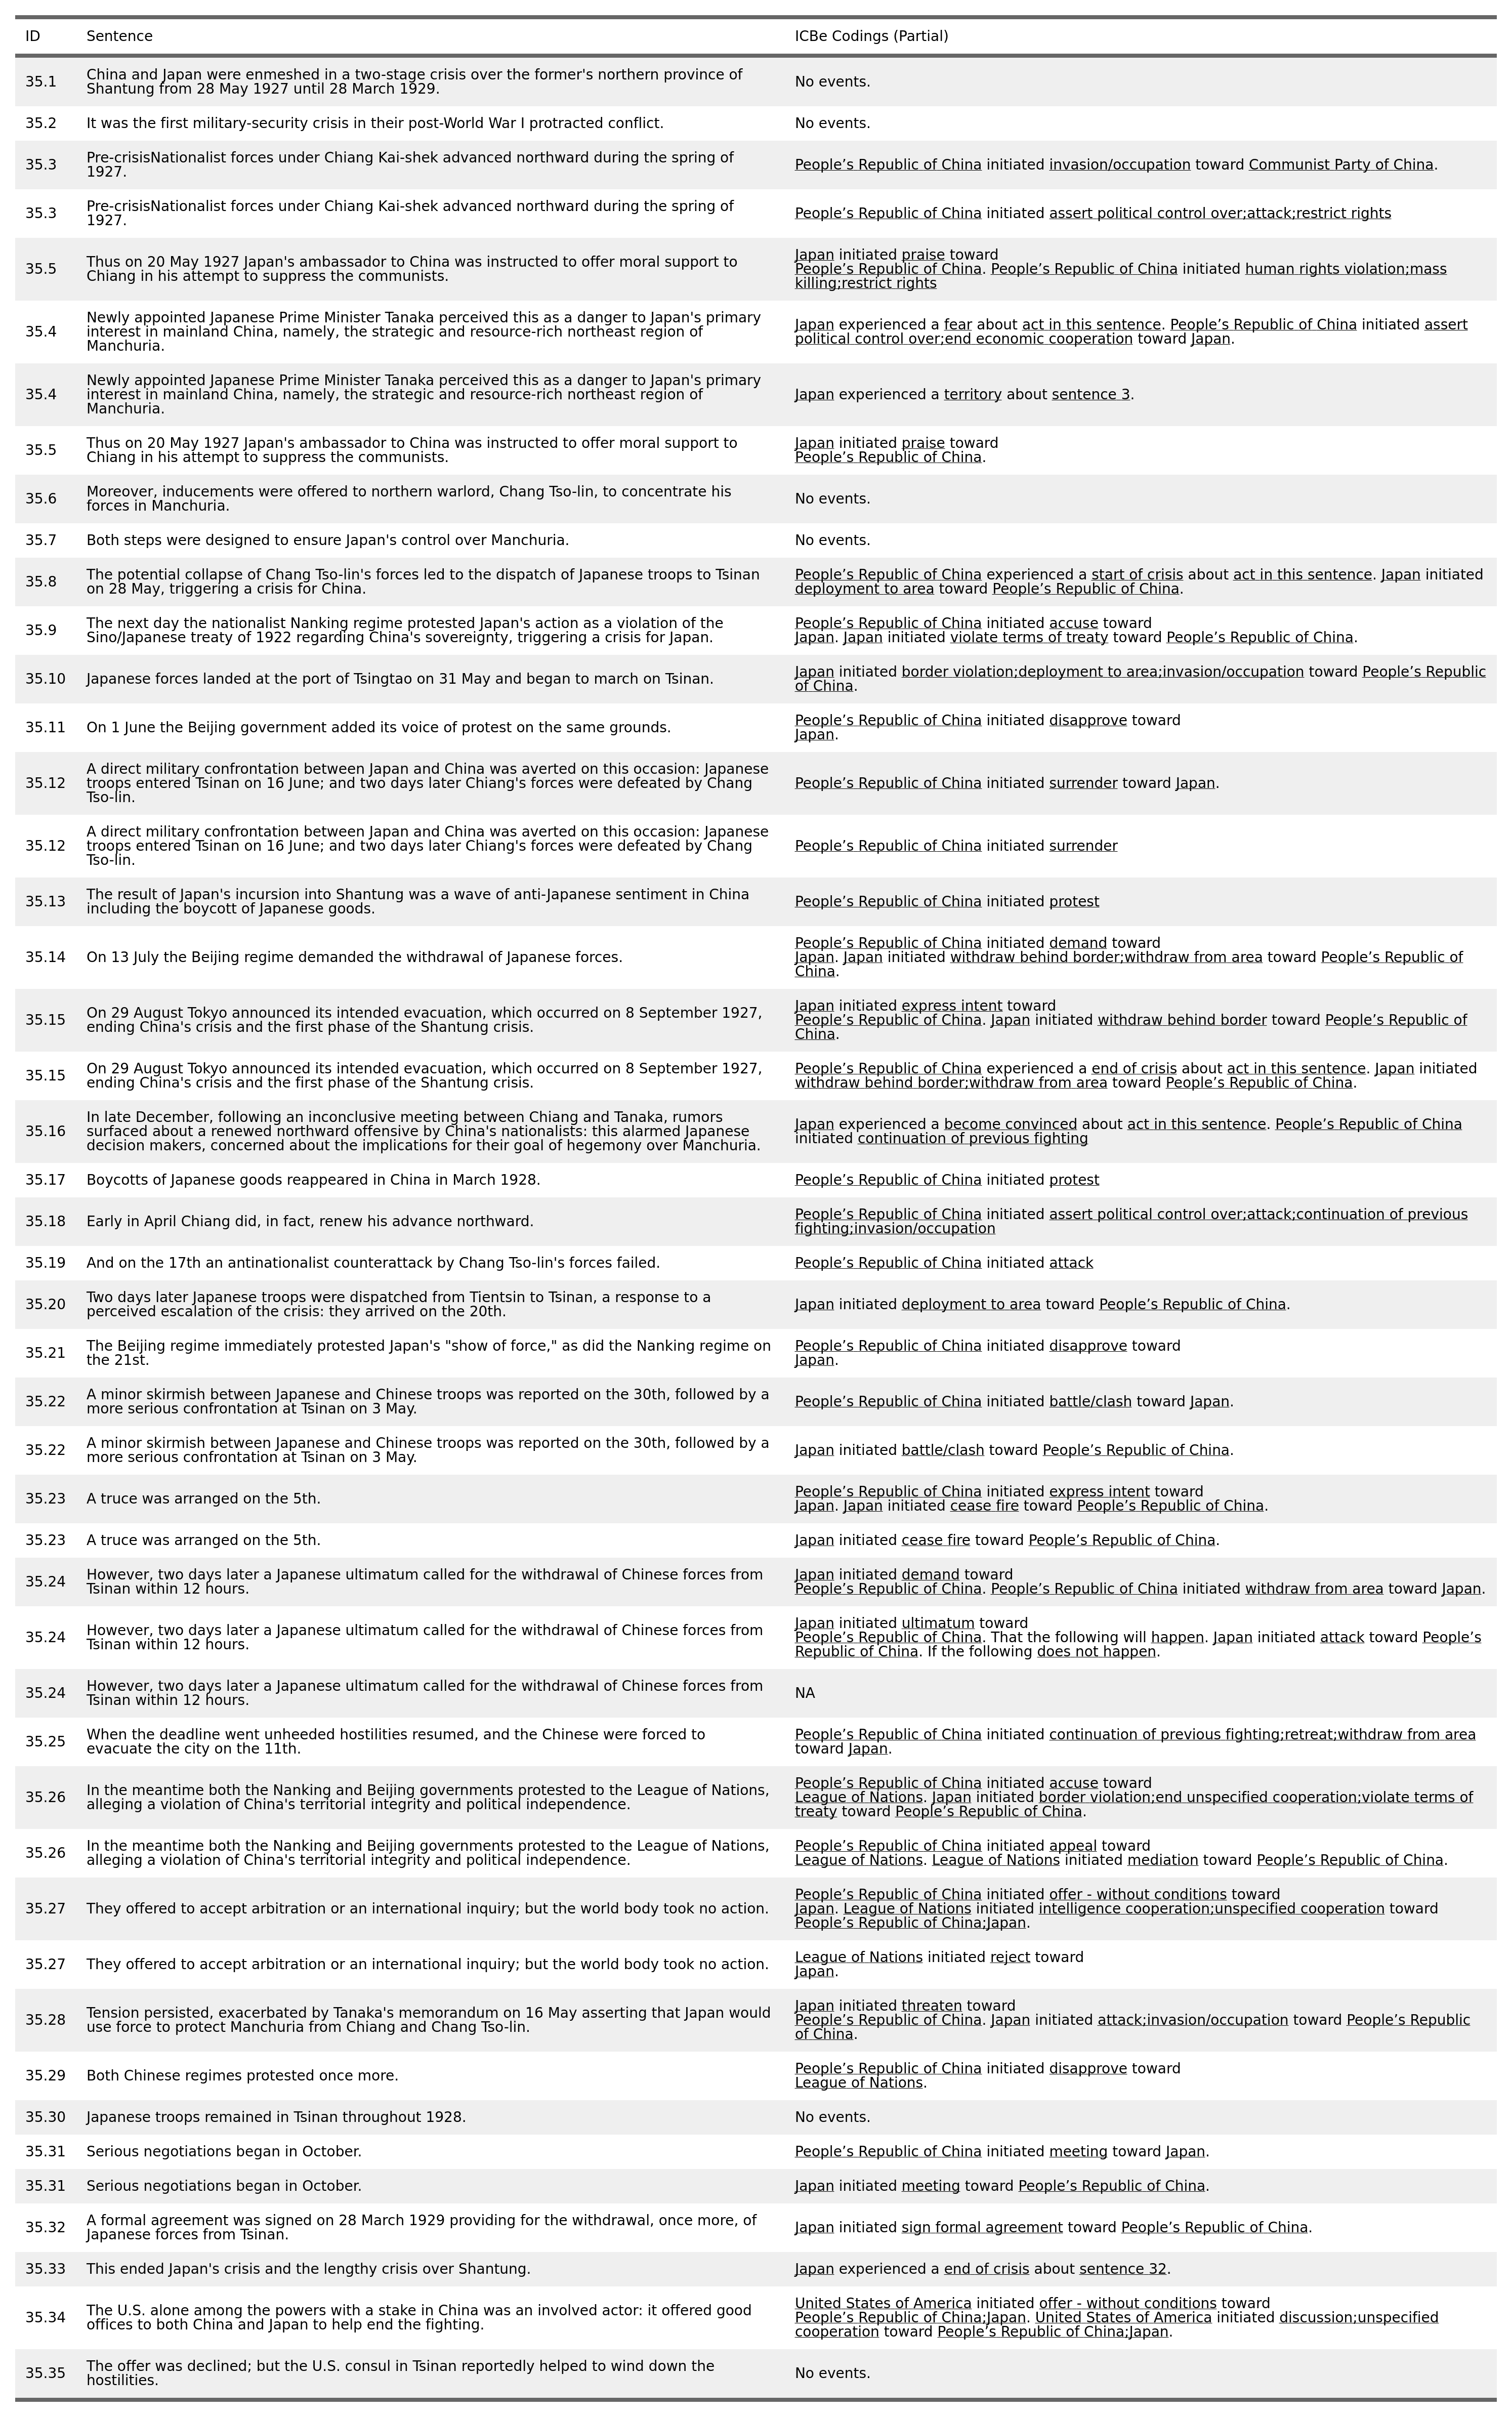 ID Sentence ICBe Codings (Partial)
35.1 China and Japan were enmeshed in a two-stage crisis over the former's northern province of
Shantung from 28 May 1927 until 28 March 1929.
No events.
35.2 It was the first military-security crisis in their post-World War I protracted conflict.
No events.
35.3 Pre-crisisNationalist forces under Chiang Kai-shek advanced northward during the spring of
1927.
People’s Republic of China initiated invasion/occupation toward Communist Party of China.
35.3 Pre-crisisNationalist forces under Chiang Kai-shek advanced northward during the spring of
1927.
People’s Republic of China initiated assert political control over;attack;restrict rights
35.5 Thus on 20 May 1927 Japan's ambassador to China was instructed to offer moral support to
Chiang in his attempt to suppress the communists.
Japan initiated praise toward
People’s Republic of China. People’s Republic of China initiated human rights violation;mass
killing;restrict rights
35.4 Newly appointed Japanese Prime Minister Tanaka perceived this as a danger to Japan's primary
interest in mainland China, namely, the strategic and resource-rich northeast region of
Manchuria.
Japan experienced a fear about act in this sentence. People’s Republic of China initiated assert
political control over;end economic cooperation toward Japan.
35.4 Newly appointed Japanese Prime Minister Tanaka perceived this as a danger to Japan's primary
interest in mainland China, namely, the strategic and resource-rich northeast region of
Manchuria.
Japan experienced a territory about sentence 3.
35.5 Thus on 20 May 1927 Japan's ambassador to China was instructed to offer moral support to
Chiang in his attempt to suppress the communists.
Japan initiated praise toward
People’s Republic of China.
35.6 Moreover, inducements were offered to northern warlord, Chang Tso-lin, to concentrate his
forces in Manchuria.
No events.
35.7 Both steps were designed to ensure Japan's control over Manchuria.
No events.
35.8 The potential collapse of Chang Tso-lin's forces led to the dispatch of Japanese troops to Tsinan
on 28 May, triggering a crisis for China.
People’s Republic of China experienced a start of crisis about act in this sentence. Japan initiated
deployment to area toward People’s Republic of China.
35.9 The next day the nationalist Nanking regime protested Japan's action as a violation of the
Sino/Japanese treaty of 1922 regarding China's sovereignty, triggering a crisis for Japan.
People’s Republic of China initiated accuse toward
Japan. Japan initiated violate terms of treaty toward People’s Republic of China.
35.10 Japanese forces landed at the port of Tsingtao on 31 May and began to march on Tsinan.
Japan initiated border violation;deployment to area;invasion/occupation toward People’s Republic
of China.
35.11 On 1 June the Beijing government added its voice of protest on the same grounds.
People’s Republic of China initiated disapprove toward
Japan.
35.12 A direct military confrontation between Japan and China was averted on this occasion: Japanese
troops entered Tsinan on 16 June; and two days later Chiang's forces were defeated by Chang
Tso-lin.
People’s Republic of China initiated surrender toward Japan.
35.12 A direct military confrontation between Japan and China was averted on this occasion: Japanese
troops entered Tsinan on 16 June; and two days later Chiang's forces were defeated by Chang
Tso-lin.
People’s Republic of China initiated surrender
35.13 The result of Japan's incursion into Shantung was a wave of anti-Japanese sentiment in China
including the boycott of Japanese goods.
People’s Republic of China initiated protest
35.14 On 13 July the Beijing regime demanded the withdrawal of Japanese forces.
People’s Republic of China initiated demand toward
Japan. Japan initiated withdraw behind border;withdraw from area toward People’s Republic of
China.
35.15 On 29 August Tokyo announced its intended evacuation, which occurred on 8 September 1927,
ending China's crisis and the first phase of the Shantung crisis.
Japan initiated express intent toward
People’s Republic of China. Japan initiated withdraw behind border toward People’s Republic of
China.
35.15 On 29 August Tokyo announced its intended evacuation, which occurred on 8 September 1927,
ending China's crisis and the first phase of the Shantung crisis.
People’s Republic of China experienced a end of crisis about act in this sentence. Japan initiated
withdraw behind border;withdraw from area toward People’s Republic of China.
35.16 In late December, following an inconclusive meeting between Chiang and Tanaka, rumors
surfaced about a renewed northward offensive by China's nationalists: this alarmed Japanese
decision makers, concerned about the implications for their goal of hegemony over Manchuria.
Japan experienced a become convinced about act in this sentence. People’s Republic of China
initiated continuation of previous fighting
35.17 Boycotts of Japanese goods reappeared in China in March 1928.
People’s Republic of China initiated protest
35.18 Early in April Chiang did, in fact, renew his advance northward.
People’s Republic of China initiated assert political control over;attack;continuation of previous
fighting;invasion/occupation
35.19 And on the 17th an antinationalist counterattack by Chang Tso-lin's forces failed.
People’s Republic of China initiated attack
35.20 Two days later Japanese troops were dispatched from Tientsin to Tsinan, a response to a
perceived escalation of the crisis: they arrived on the 20th.
Japan initiated deployment to area toward People’s Republic of China.
35.21 The Beijing regime immediately protested Japan's "show of force," as did the Nanking regime on
the 21st.
People’s Republic of China initiated disapprove toward
Japan.
35.22 A minor skirmish between Japanese and Chinese troops was reported on the 30th, followed by a
more serious confrontation at Tsinan on 3 May.
People’s Republic of China initiated battle/clash toward Japan.
35.22 A minor skirmish between Japanese and Chinese troops was reported on the 30th, followed by a
more serious confrontation at Tsinan on 3 May.
Japan initiated battle/clash toward People’s Republic of China.
35.23 A truce was arranged on the 5th.
People’s Republic of China initiated express intent toward
Japan. Japan initiated cease fire toward People’s Republic of China.
35.23 A truce was arranged on the 5th.
Japan initiated cease fire toward People’s Republic of China.
35.24 However, two days later a Japanese ultimatum called for the withdrawal of Chinese forces from
Tsinan within 12 hours.
Japan initiated demand toward
People’s Republic of China. People’s Republic of China initiated withdraw from area toward Japan.
35.24 However, two days later a Japanese ultimatum called for the withdrawal of Chinese forces from
Tsinan within 12 hours.
Japan initiated ultimatum toward
People’s Republic of China. That the following will happen. Japan initiated attack toward People’s
Republic of China. If the following does not happen.
35.24 However, two days later a Japanese ultimatum called for the withdrawal of Chinese forces from
Tsinan within 12 hours.
NA
35.25 When the deadline went unheeded hostilities resumed, and the Chinese were forced to
evacuate the city on the 11th.
People’s Republic of China initiated continuation of previous fighting;retreat;withdraw from area
toward Japan.
35.26 In the meantime both the Nanking and Beijing governments protested to the League of Nations,
alleging a violation of China's territorial integrity and political independence.
People’s Republic of China initiated accuse toward
League of Nations. Japan initiated border violation;end unspecified cooperation;violate terms of
treaty toward People’s Republic of China.
35.26 In the meantime both the Nanking and Beijing governments protested to the League of Nations,
alleging a violation of China's territorial integrity and political independence.
People’s Republic of China initiated appeal toward
League of Nations. League of Nations initiated mediation toward People’s Republic of China.
35.27 They offered to accept arbitration or an international inquiry; but the world body took no action.
People’s Republic of China initiated offer - without conditions toward
Japan. League of Nations initiated intelligence cooperation;unspecified cooperation toward
People’s Republic of China;Japan.
35.27 They offered to accept arbitration or an international inquiry; but the world body took no action.
League of Nations initiated reject toward
Japan.
35.28 Tension persisted, exacerbated by Tanaka's memorandum on 16 May asserting that Japan would
use force to protect Manchuria from Chiang and Chang Tso-lin.
Japan initiated threaten toward
People’s Republic of China. Japan initiated attack;invasion/occupation toward People’s Republic
of China.
35.29 Both Chinese regimes protested once more.
People’s Republic of China initiated disapprove toward
League of Nations.
35.30 Japanese troops remained in Tsinan throughout 1928.
No events.
35.31 Serious negotiations began in October.
People’s Republic of China initiated meeting toward Japan.
35.31 Serious negotiations began in October.
Japan initiated meeting toward People’s Republic of China.
35.32 A formal agreement was signed on 28 March 1929 providing for the withdrawal, once more, of
Japanese forces from Tsinan.
Japan initiated sign formal agreement toward People’s Republic of China.
35.33 This ended Japan's crisis and the lengthy crisis over Shantung.
Japan experienced a end of crisis about sentence 32.
35.34 The U.S. alone among the powers with a stake in China was an involved actor: it offered good
offices to both China and Japan to help end the fighting.
United States of America initiated offer - without conditions toward
People’s Republic of China;Japan. United States of America initiated discussion;unspecified
cooperation toward People’s Republic of China;Japan.
35.35 The offer was declined; but the U.S. consul in Tsinan reportedly helped to wind down the
hostilities.
No events.